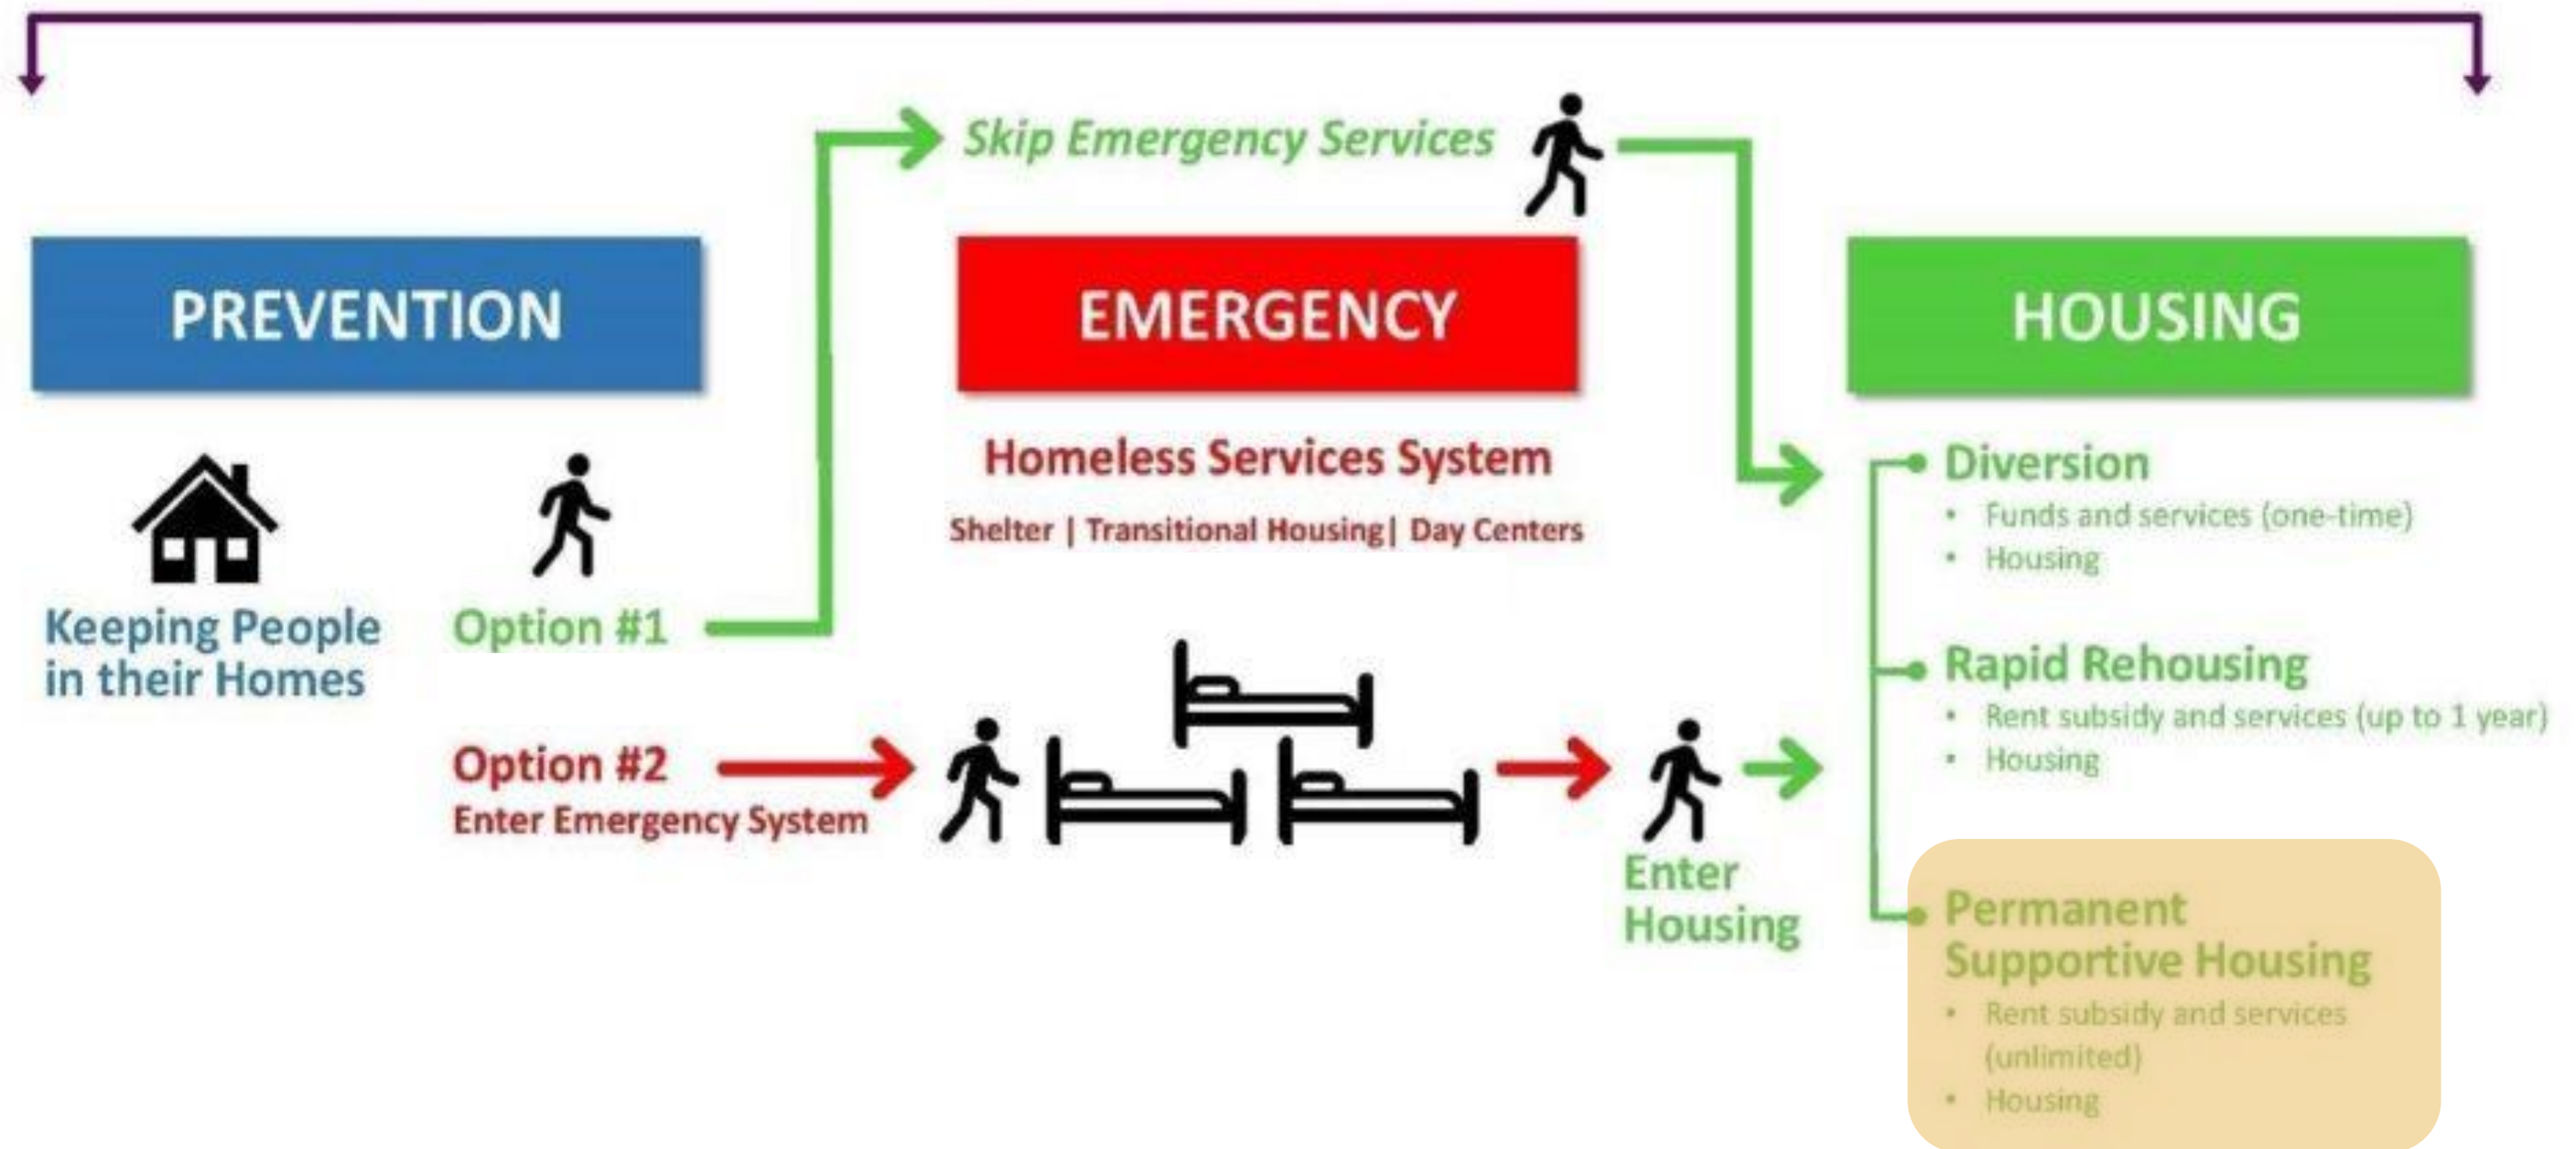 Skip Emergency Services
PREVENTION
EMERGENCY
HOUSING
Keeping People
in their Homes
Option #1
Option #2
Enter Emergency System
Homeless Services System
Shelter | Transitional Housing| Day Centers
Enter
Housing
Diversion
• Funds and services (one-time)
• Housing
Rapid Rehousing
• Rent subsidy and services (up to 1 year)
• Housing
Permanent
Supportive Housing
• Rent subsidy and services
(unlimited)
• Housing